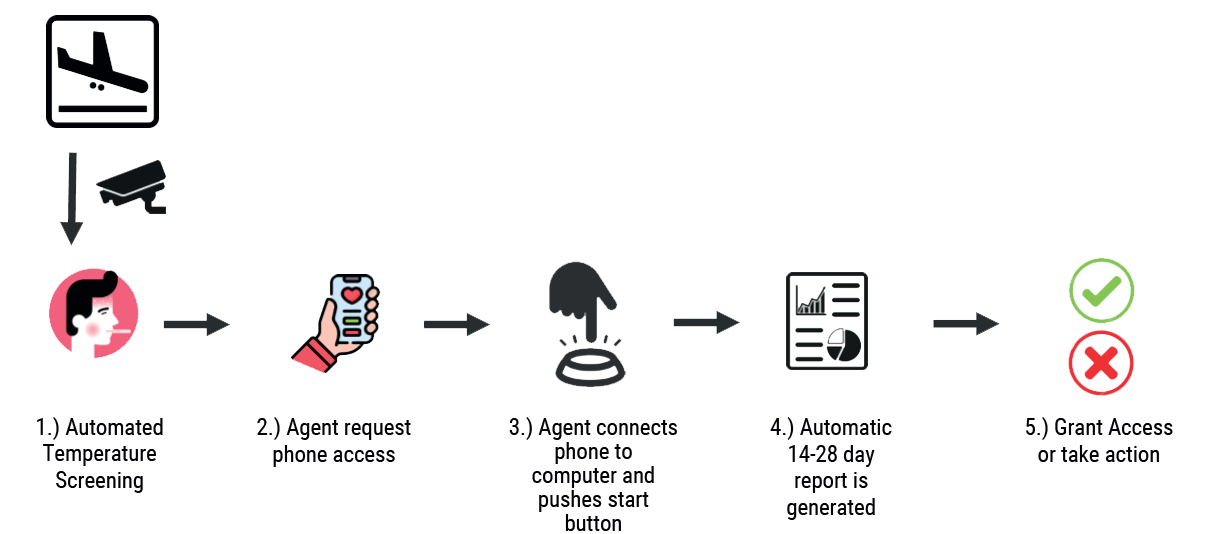 1.) Automated
Temperature
Screening
2.) Agent request
phone access
3.) Agent connects
phone to
computer and
pushes start
button
4.) Automatic
14-28 day
report is
generated
5.) Grant Access
or take action